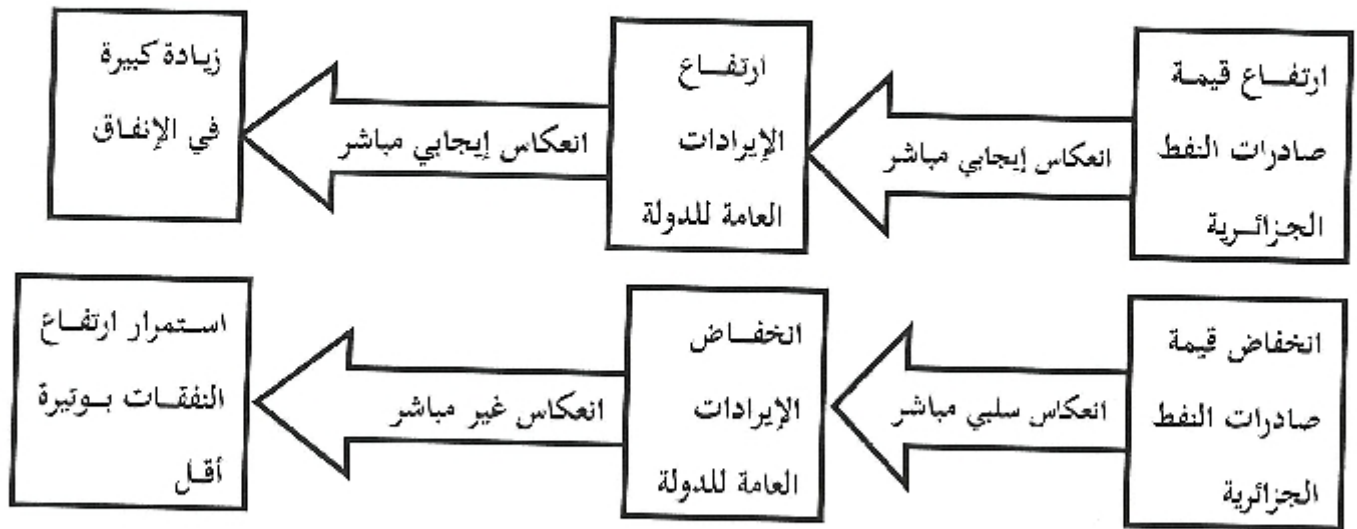 ارتفاع قيمة
صادرات النفط
الجزائرية
انعكاس إيجابي مباشر
ارتفاع
الإيرادات
العامة للدولة
انعكاس إيجابي مباشر
زيادة كبيرة
في الإنفاق
انخفاض قيمة
صادرات النفط
الجزائرية
انعكاس سلبي مباشر
انخفاض
الإيرادات
العامة للدولة
انعكاس غير مباشر
استمرار ارتفاع
النفقات بوتيرة
أقل